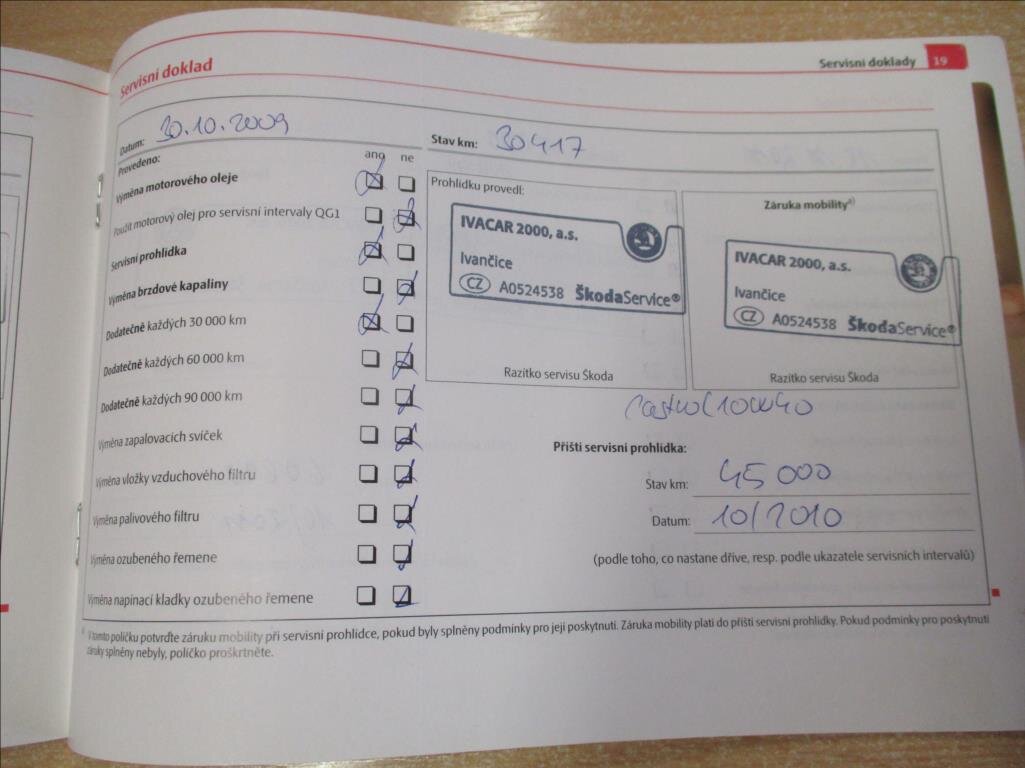 Servisní doklady 19
Servisní doklad
Datum: 30.10.2009
Stav km: 30417
Provedeno: ano ne
Výměna motorového oleje
Použit motorový olej pro servisní intervaly QG1
Servisní prohlídka
Výměna brzdové kapaliny
Dodatečně každých 30 000 km
Dodatečně každých 60 000 km
Dodatečně každých 90 000 km
Výměna zapalovacích svíček
Výměna vložky vzduchového filtru
Výměna palivového filtru
Výměna ozubeného řemene
Výměna napínací kladky ozubeného řemene
Prohlídku provedl:
IVACAR 2000, a.s.
Ivančice
CZ A0524538 ŠkodaService®
Razítko servisu Škoda
Záruka mobility a)
IVACAR 2000, a.s.
Ivančice
CZ A0524538 ŠkodaService®
Razítko servisu Škoda
Castrol 10W40
Příští servisní prohlídka:
Stav km: 45 000
Datum: 10/2010
(podle toho, co nastane dříve, resp. podle ukazatele servisních intervalů)
a) V tomto políčku potvrďte záruku mobility při servisní prohlídce, pokud byly splněny podmínky pro její poskytnutí. Záruka mobility platí do příští servisní prohlídky. Pokud podmínky pro poskytnutí
záruky splněny nebyly, políčko proškrtněte.